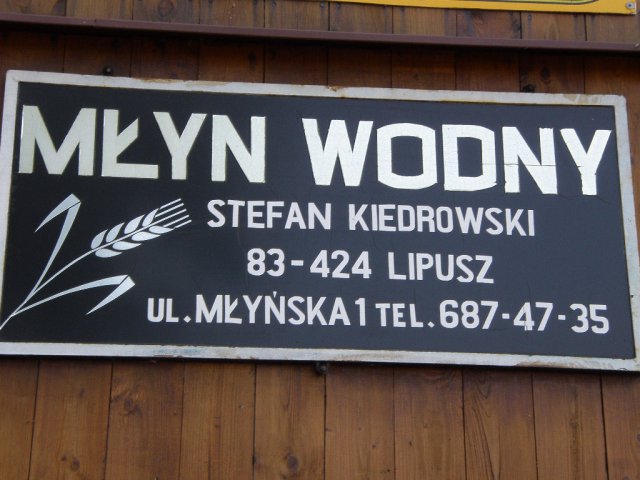 MŁYN WODNY
STEFAN KIEDROWSKI
83-424 LIPUSZ
UL. MŁYŃSKA 1 TEL. 687-47-35